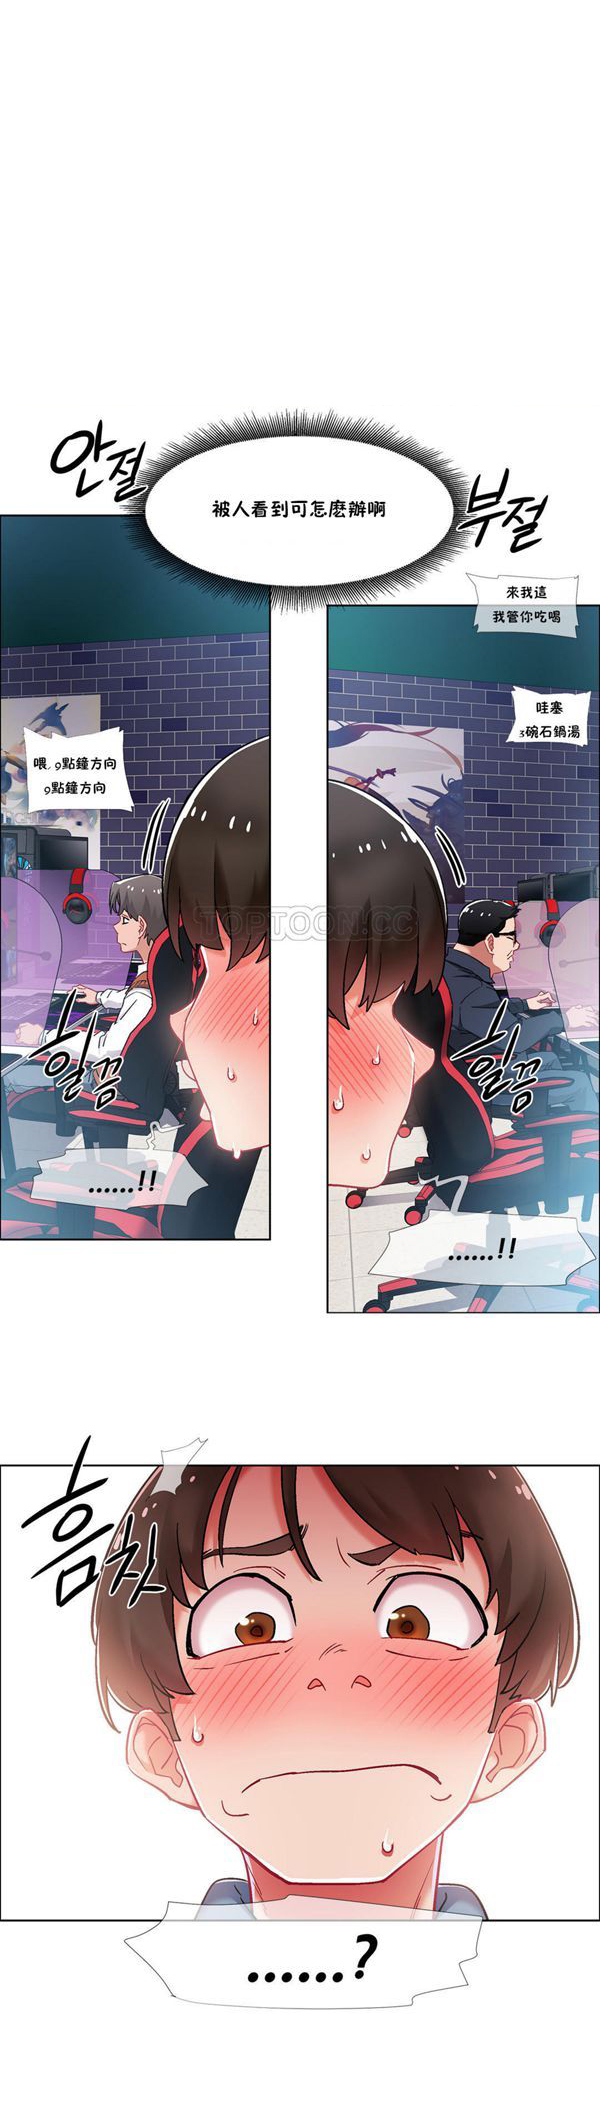 안절
被人看到可怎麽辦啊
부절
來我這
我管你吃喝
哇塞
3碗石鍋湯
喂,9點鐘方向
9點鐘方向
TOPTOON.CC
힐끔
힐끔
......!!
......!!
흠칫
......?